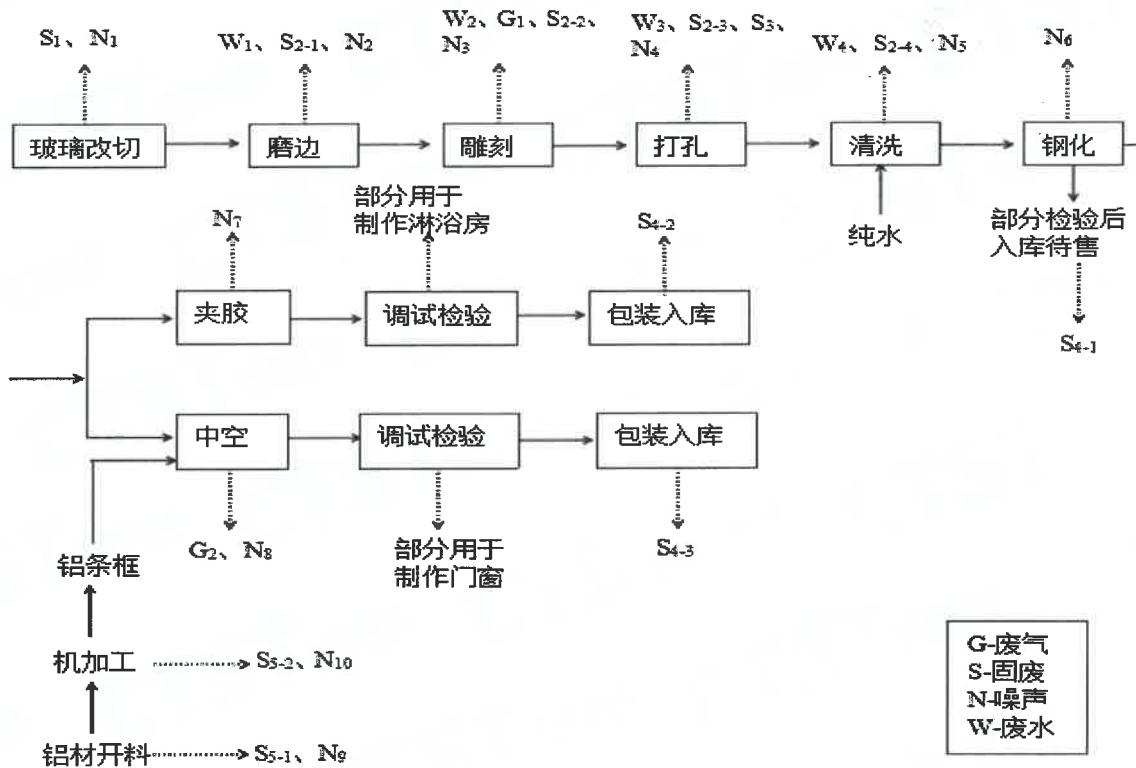 S₁、N₁
W₁、S₂₋₁、N₂
W₂、G₁、S₂₋₂、
N₃
W₃、S₂₋₃、S₃、
N₄
W₄、S₂₋₄、N₅
N₆
玻璃改切
磨边
雕刻
打孔
清洗
钢化
部分用于
制作淋浴房
纯水
部分检验后
入库待售
N₇
S₄₋₂
S₄₋₁
夹胶
调试检验
包装入库
中空
调试检验
包装入库
G₂、N₈
部分用于
制作门窗
S₄₋₃
铝条框
机加工
S₅₋₂、N₁₀
铝材开料
S₅₋₁、N₉
G-废气
S-固废
N-噪声
W-废水